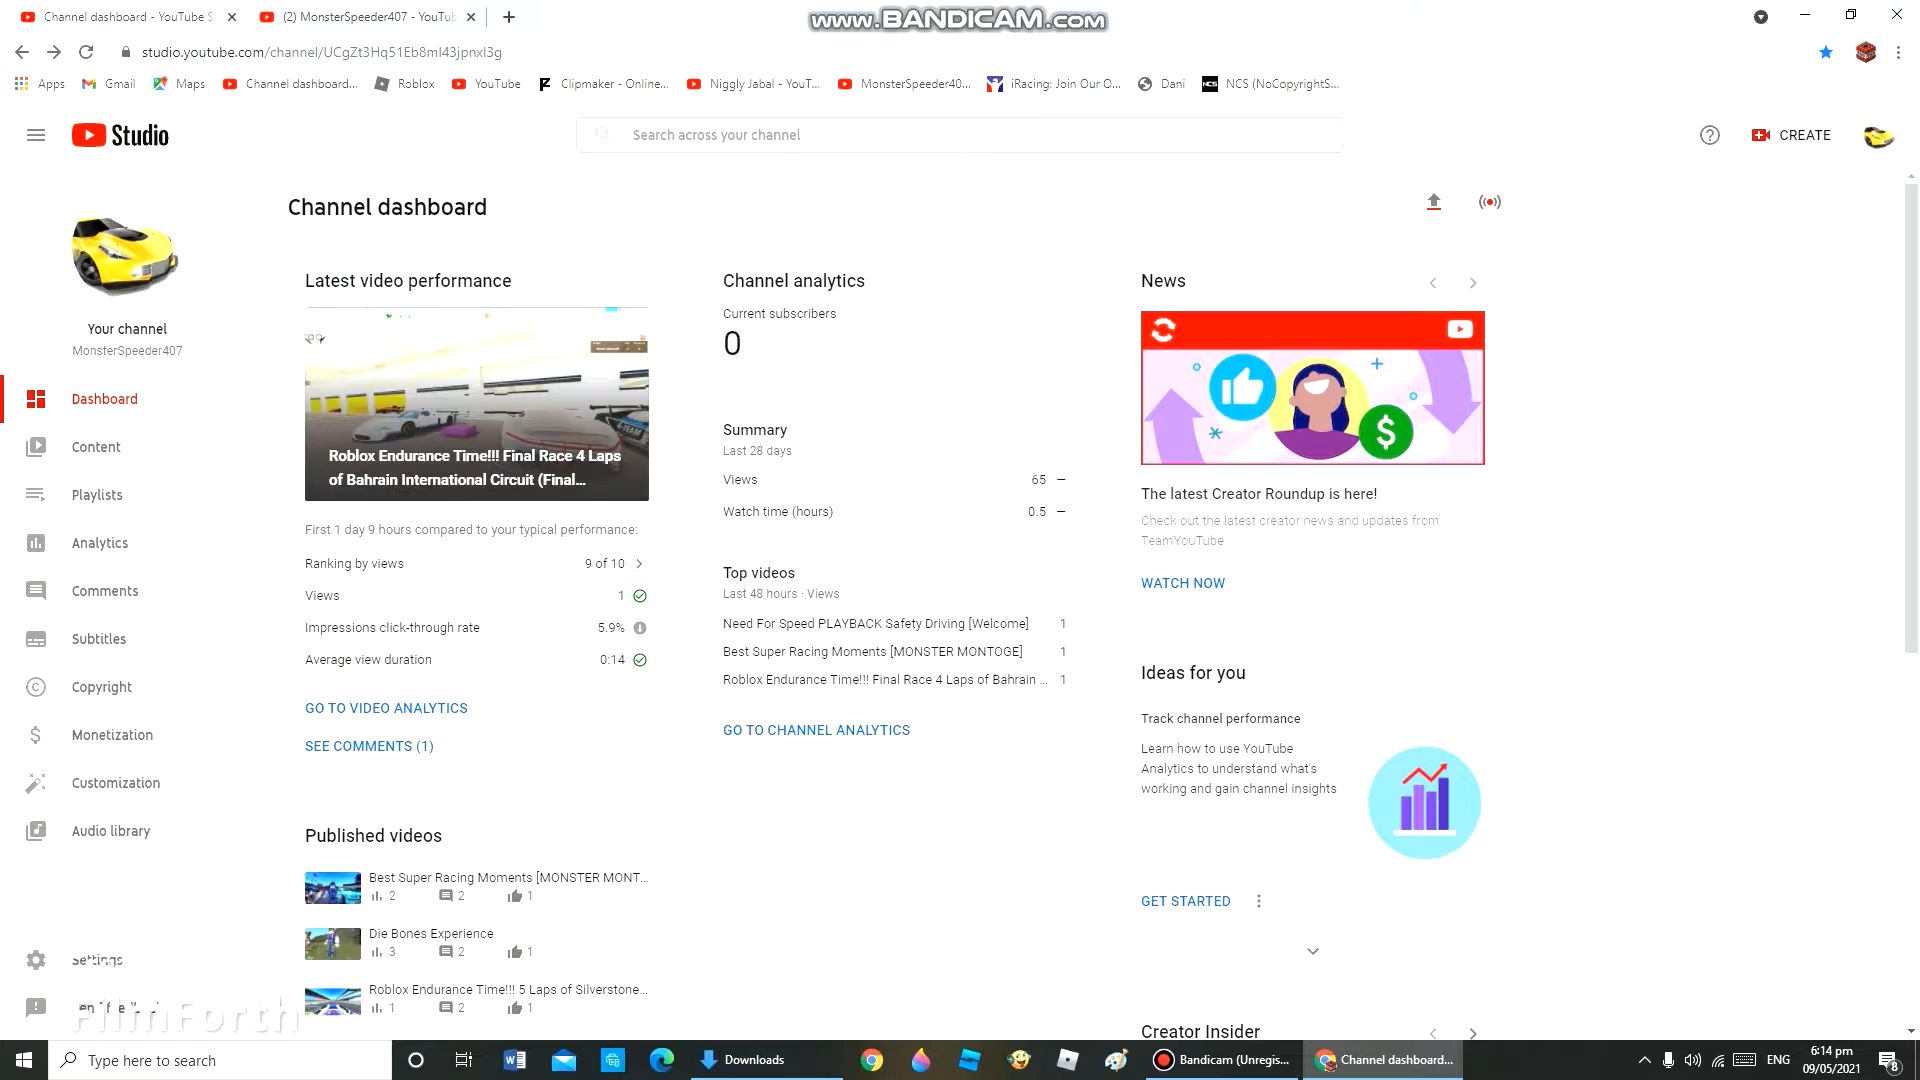 Channel dashboard - YouTube S
(2) MonsterSpeeder407 - YouTub
www.BANDICAM.com
studio.youtube.com/channel/UCgZt3Hq51Eb8ml43jpnxl3g
Apps
Gmail
Maps
Channel dashboard...
Roblox
YouTube
Clipmaker - Online...
Niggly Jabal - YouT...
MonsterSpeeder40...
iRacing: Join Our O...
Dani
NCS
NCS (NoCopyrightS...
Studio
Search across your channel
CREATE
Channel dashboard
Your channel
MonsterSpeeder407
Dashboard
Content
Playlists
Analytics
Comments
Subtitles
Copyright
Monetization
Customization
Audio library
Settings
FilmForth
Latest video performance
Roblox Endurance Time!!! Final Race 4 Laps
of Bahrain International Circuit (Final...
First 1 day 9 hours compared to your typical performance:
Ranking by views 9 of 10
Views 1
Impressions click-through rate 5.9%
Average view duration 0:14
GO TO VIDEO ANALYTICS
SEE COMMENTS (1)
Published videos
Best Super Racing Moments [MONSTER MONT...
2 2 1
Die Bones Experience
3 2 1
Roblox Endurance Time!!! 5 Laps of Silverstone...
1 2 1
Channel analytics
Current subscribers
0
Summary
Last 28 days
Views 65 —
Watch time (hours) 0.5 —
Top videos
Last 48 hours · Views
Need For Speed PLAYBACK Safety Driving [Welcome] 1
Best Super Racing Moments [MONSTER MONTOGE] 1
Roblox Endurance Time!!! Final Race 4 Laps of Bahrain ... 1
GO TO CHANNEL ANALYTICS
News
The latest Creator Roundup is here!
Check out the latest creator news and updates from
TeamYouTube
WATCH NOW
Ideas for you
Track channel performance
Learn how to use YouTube
Analytics to understand what's
working and gain channel insights
GET STARTED
Creator Insider
Type here to search
Downloads
Bandicam (Unregis...
Channel dashboard...
ENG
6:14 pm
09/05/2021
8